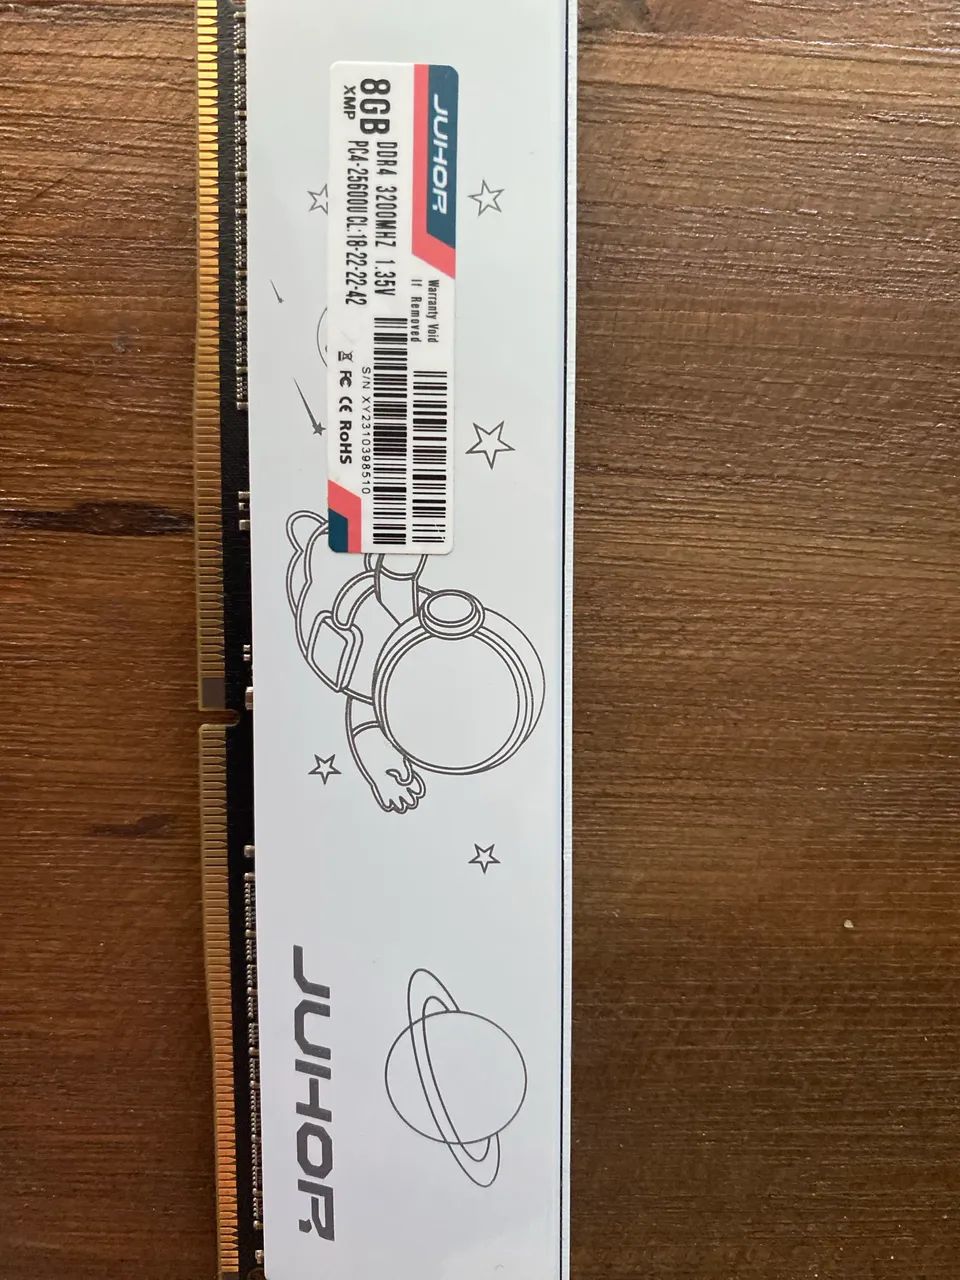 JUHOR
Warranty Void
If Removed
8GB DDR4 3200MHZ 1.35V
XMP PC4-25600U CL:18-22-22-42
S/N XY2310398510
FC CE RoHS
JUHOR